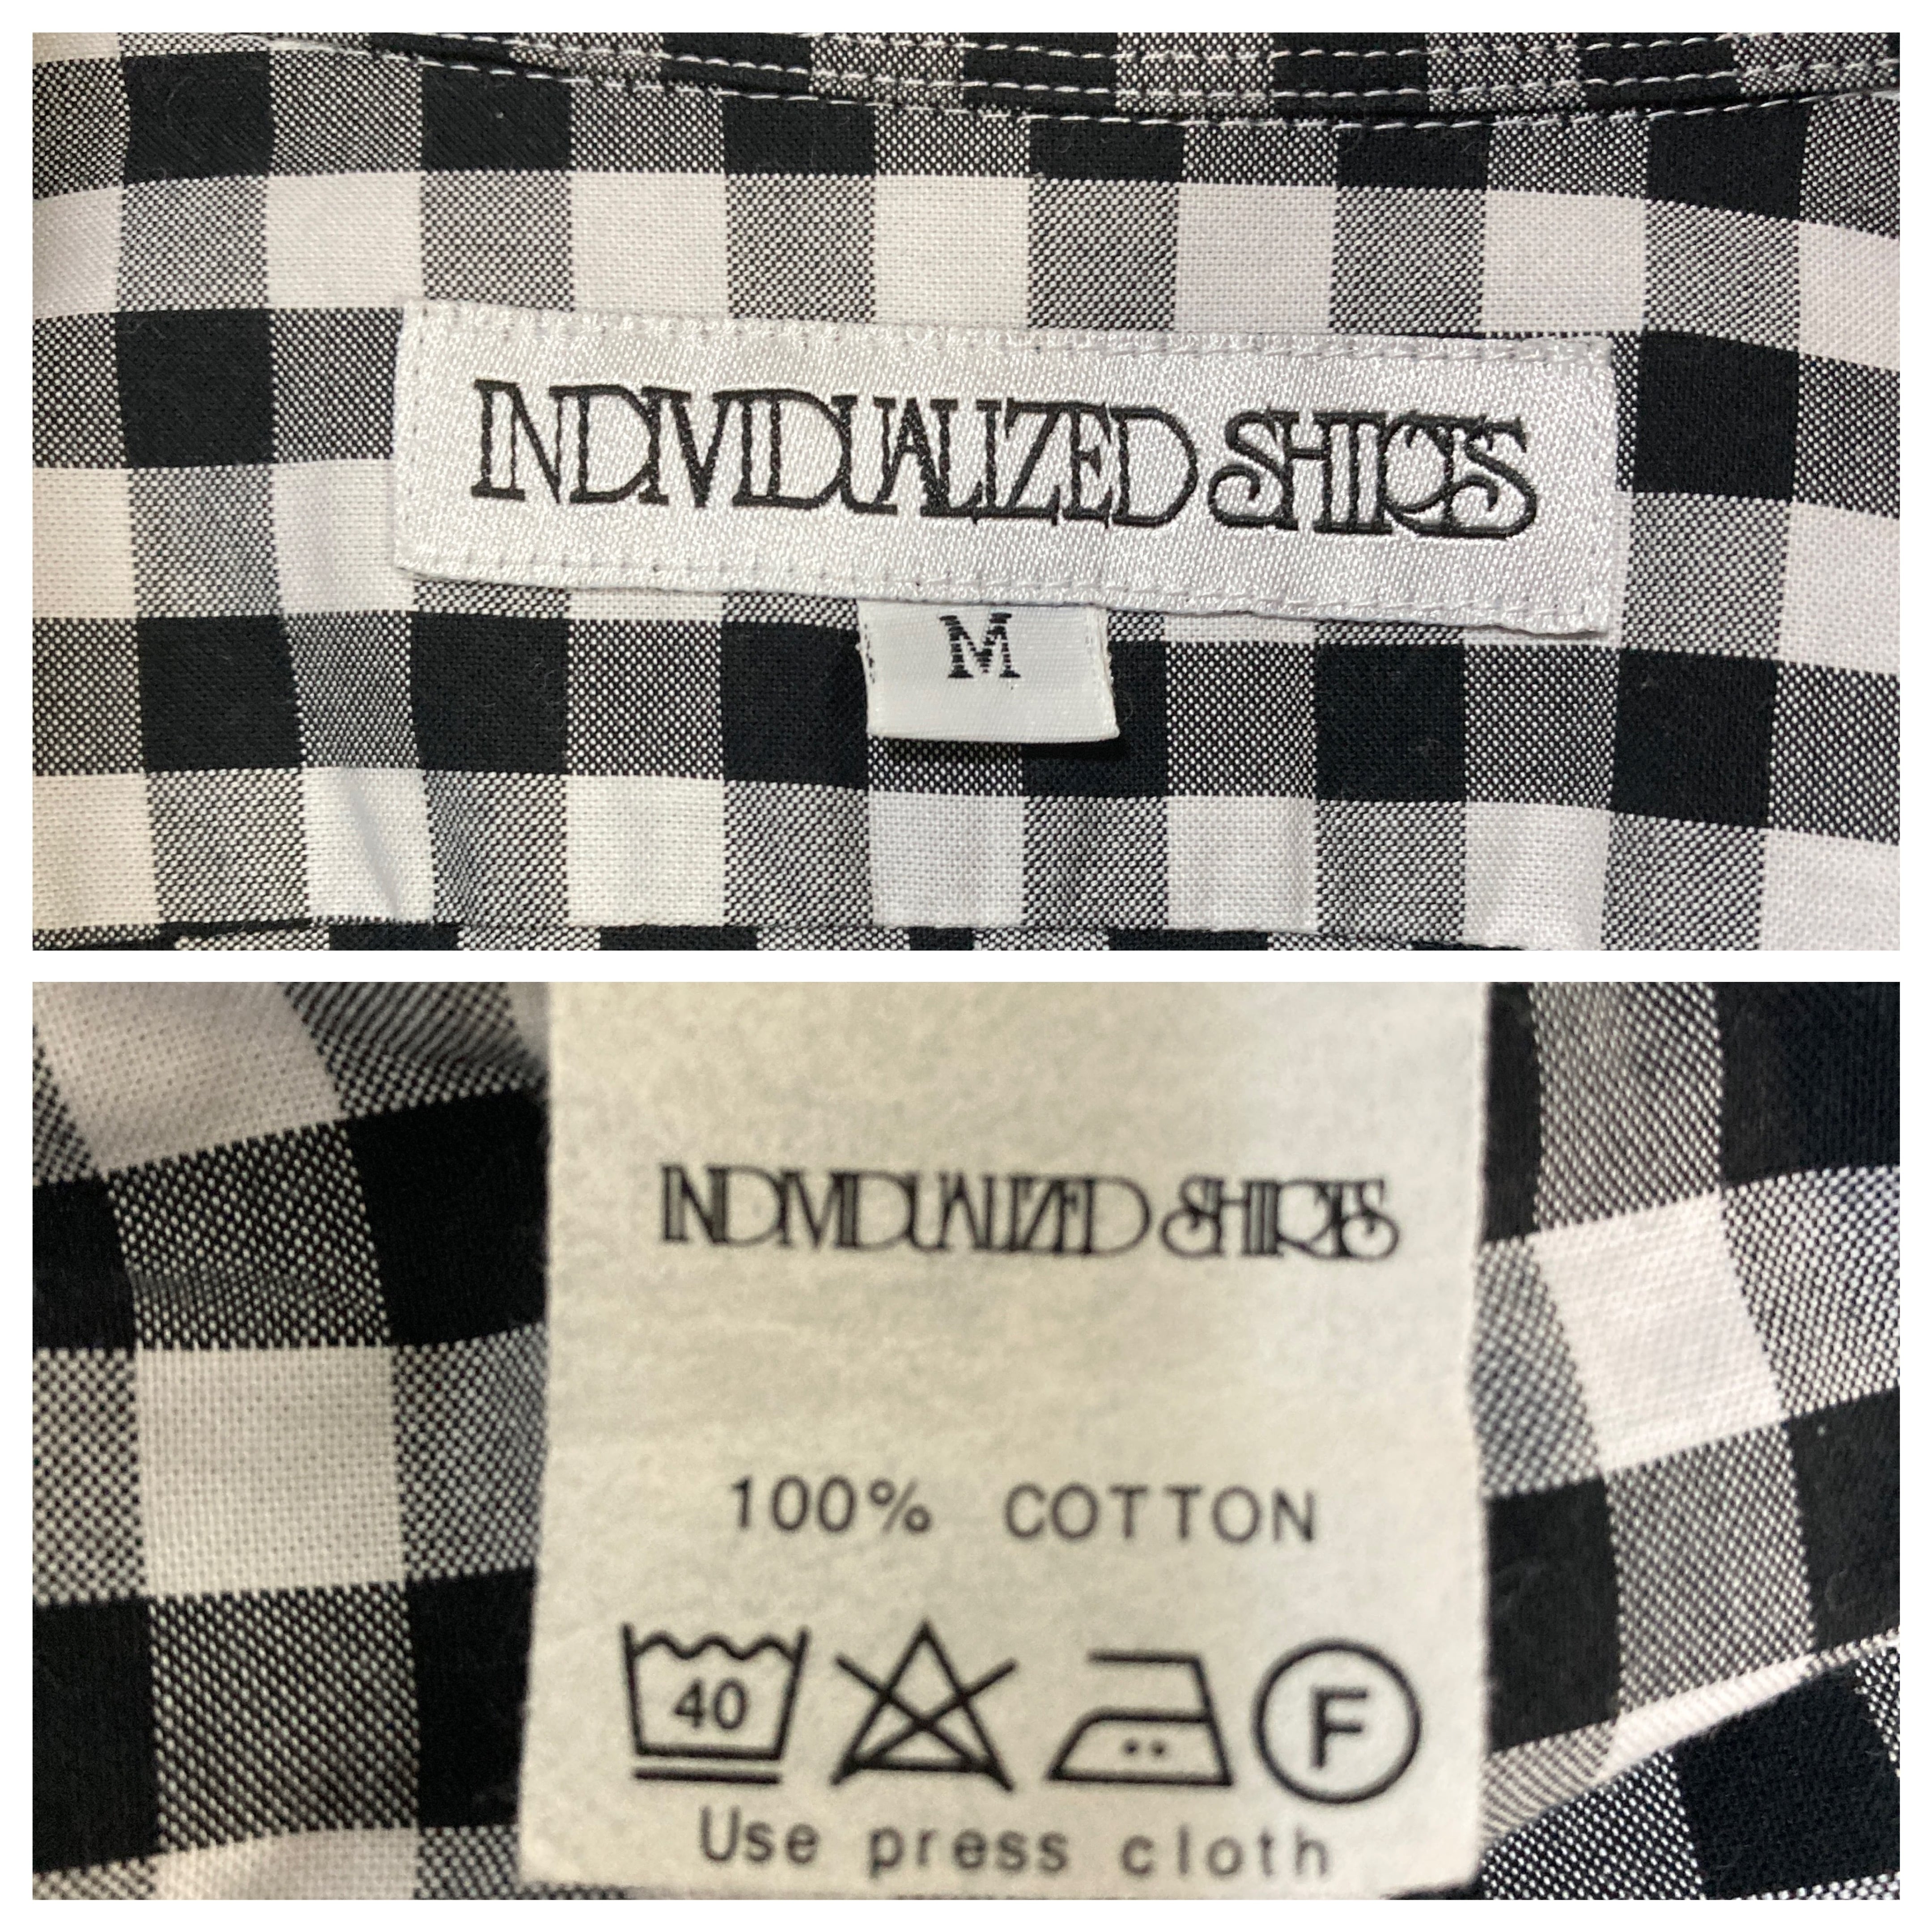 INDIVIDUALIZED SHIRTS
M
INDIVIDUALIZED SHIRTS
100% COTTON
40 F
Use press cloth